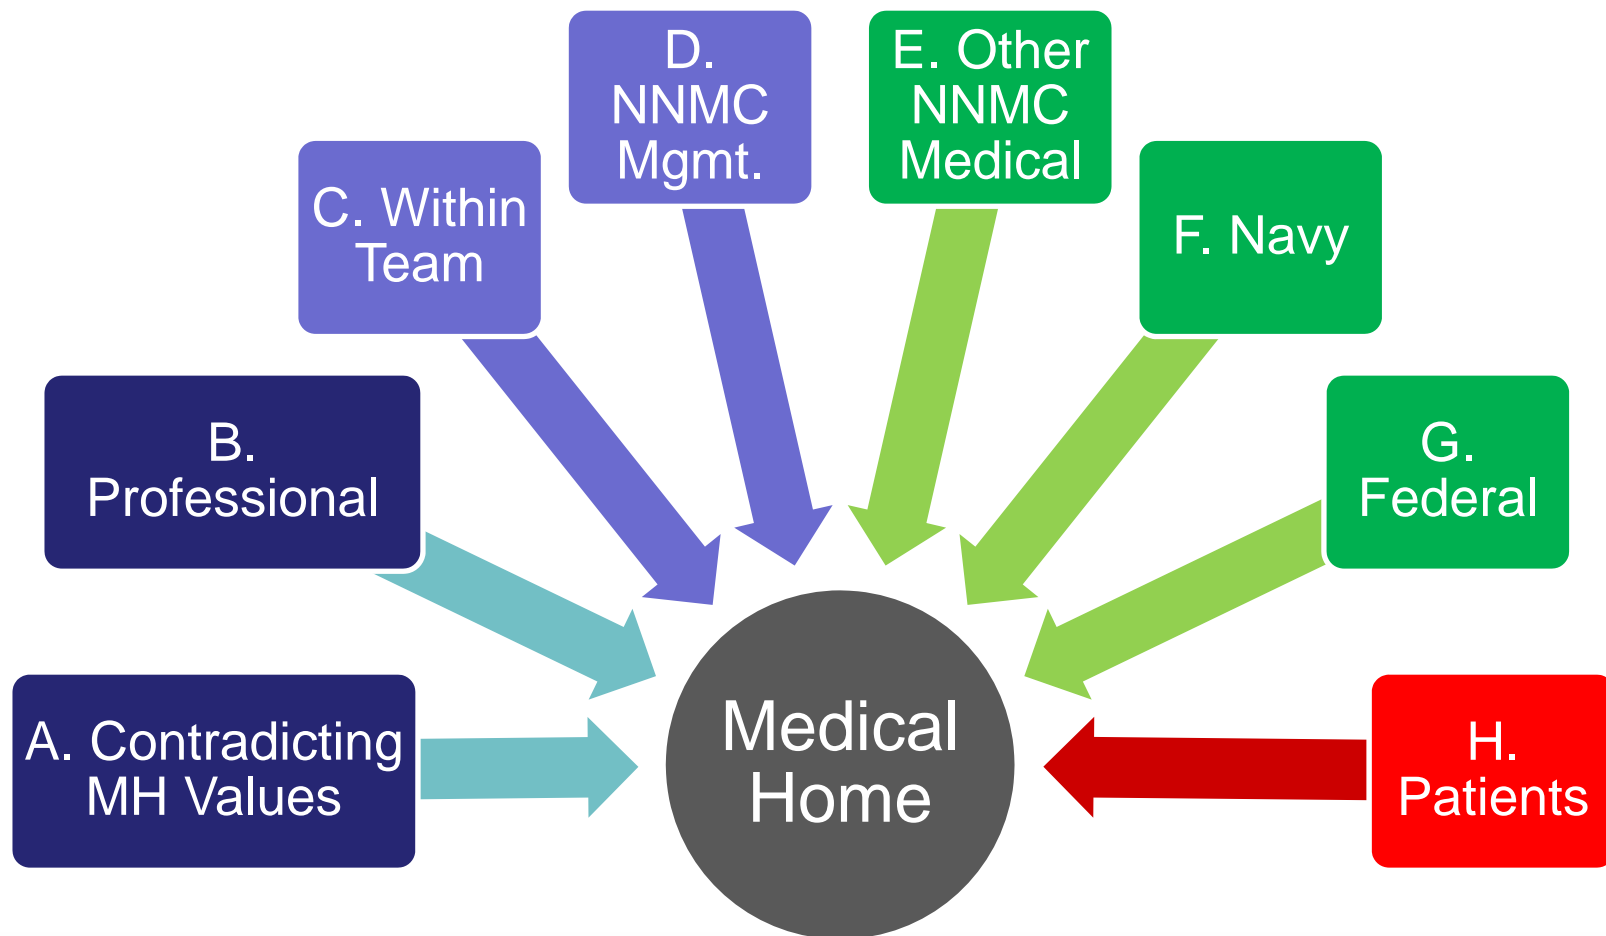 D.
NNMC
Mgmt.
E. Other
NNMC
Medical
C. Within
Team
F. Navy
B.
Professional
G.
Federal
A. Contradicting
MH Values
Medical
Home
H.
Patients